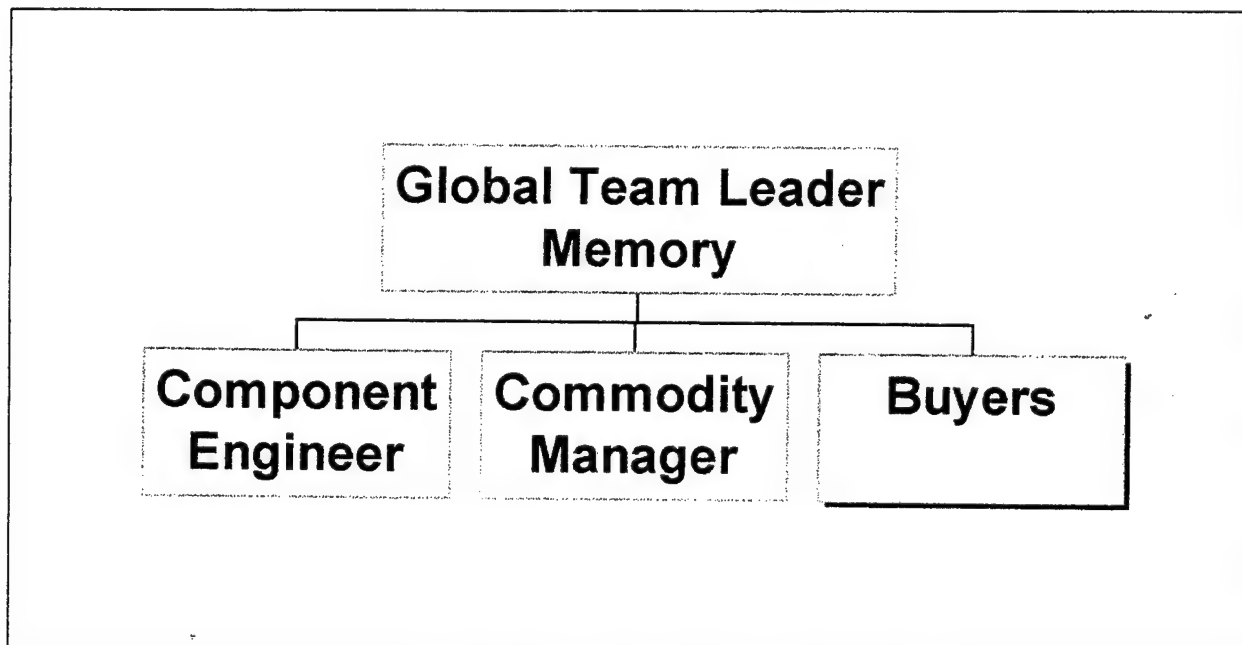 Global Team Leader
Memory
Component
Engineer
Commodity
Manager
Buyers